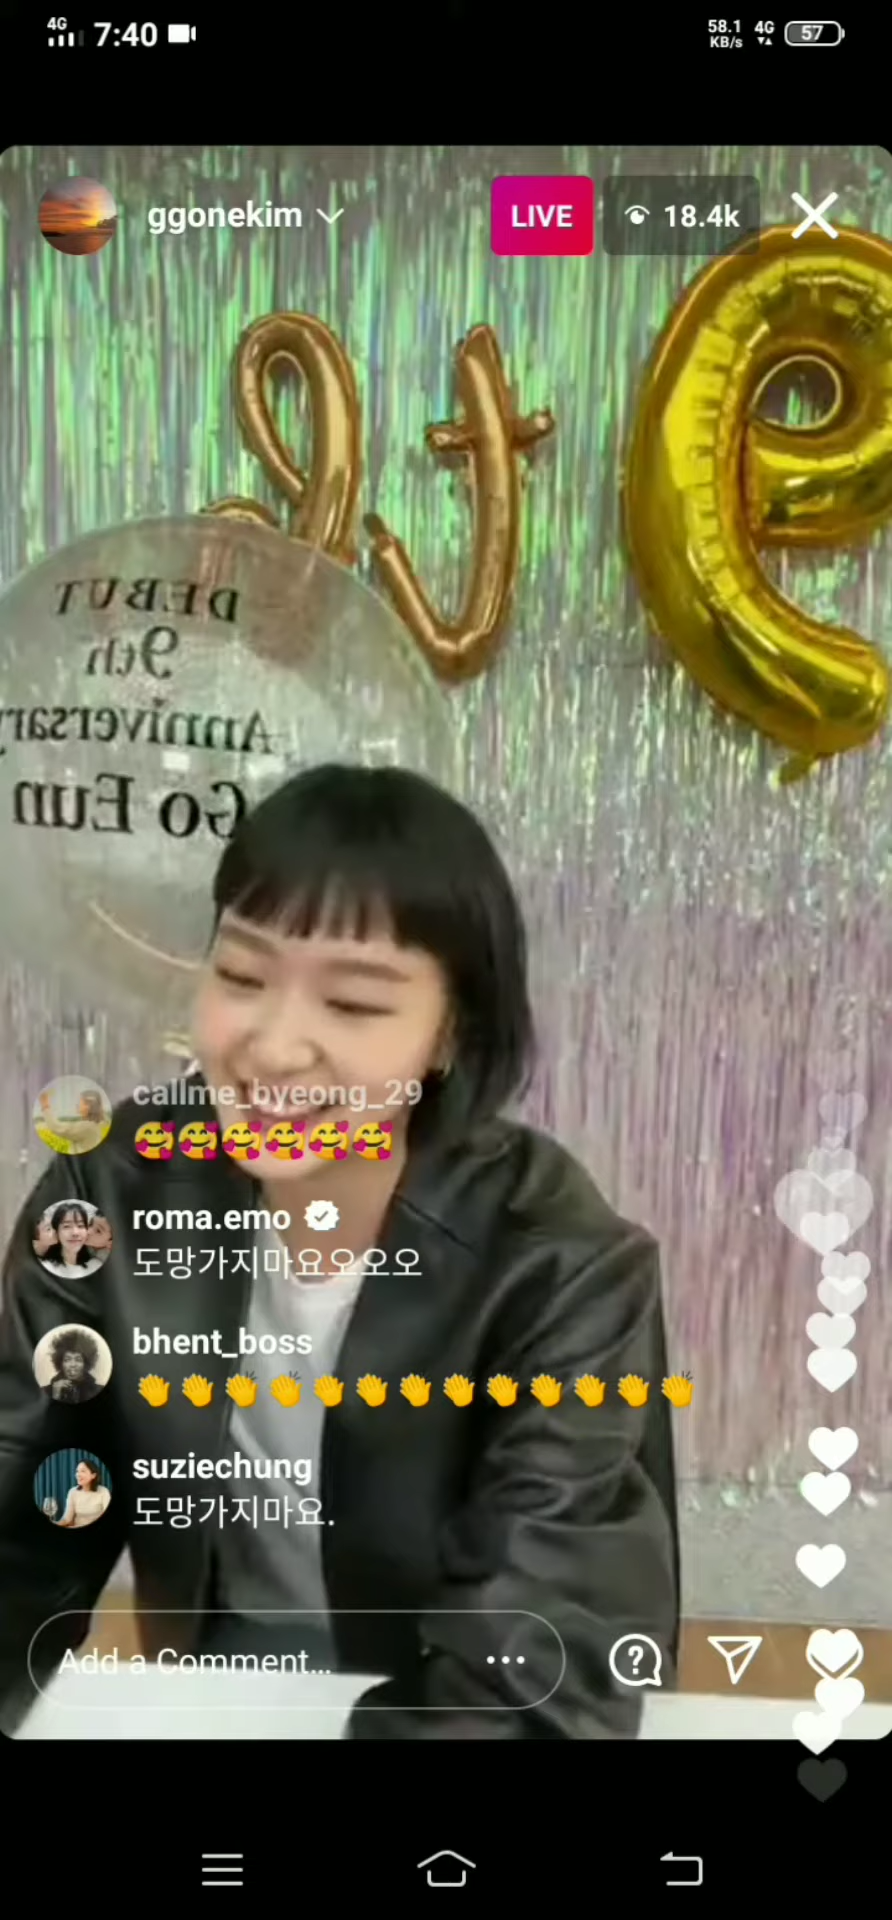 4G
7:40
58.1 KB/s
4G
57
ggonekim
LIVE
18.4k
9
DEBUT
9th
Anniversary
Go Eun
callme_byeong_29
🥰🥰🥰🥰🥰🥰
roma.emo
도망가지마요오오오
bhent_boss
👏👏👏👏👏👏👏👏👏👏👏👏👏
suziechung
도망가지마요.
Add a Comment...